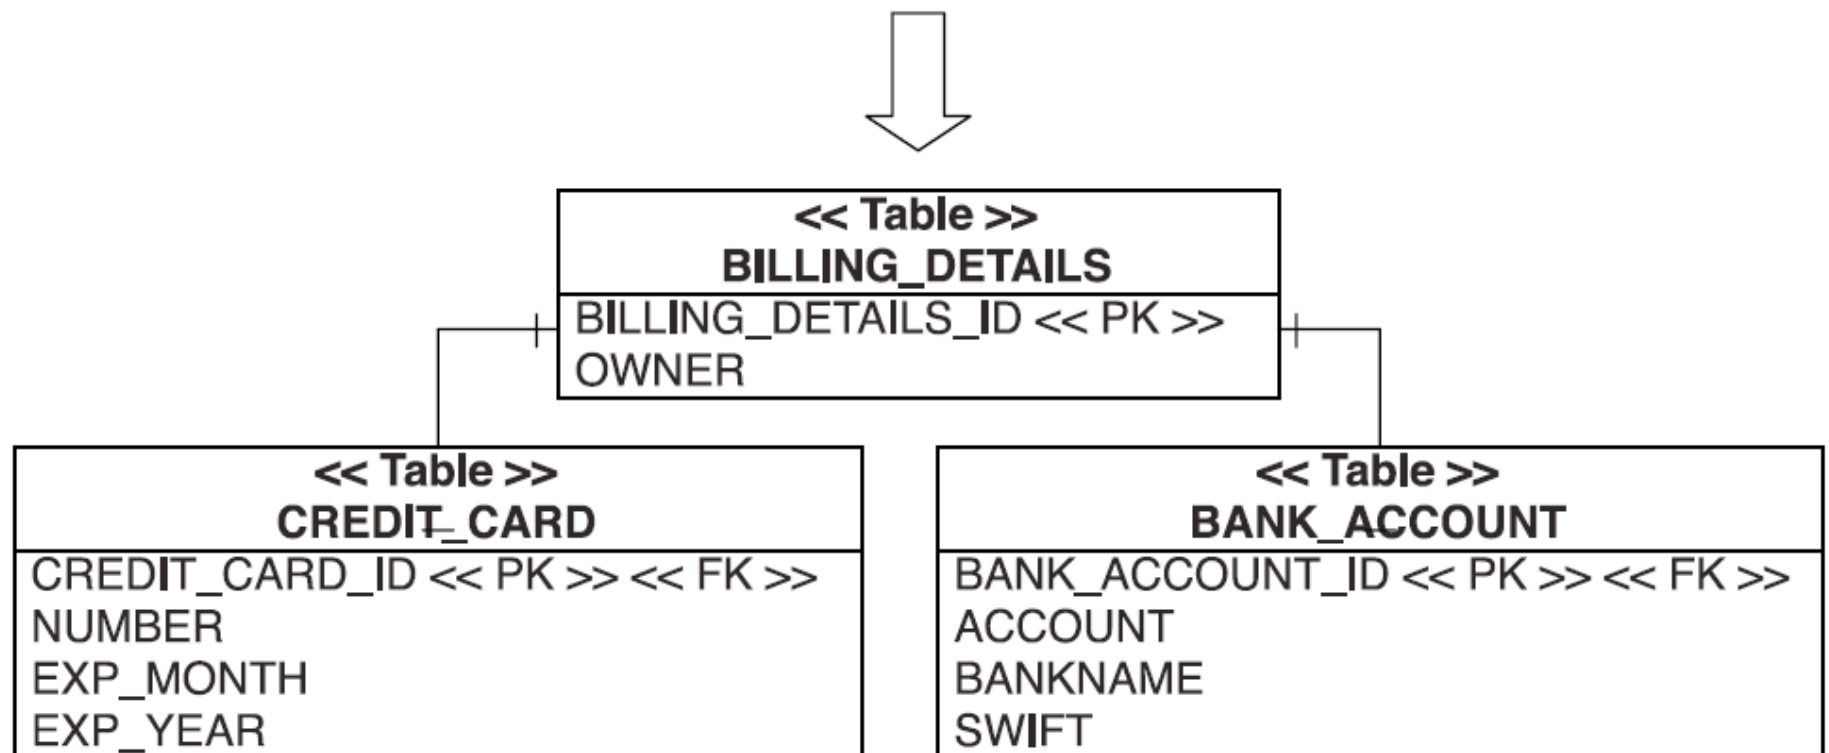 << Table >>
BILLING_DETAILS
BILLING_DETAILS_ID << PK >>
OWNER
<< Table >>
CREDIT_CARD
CREDIT_CARD_ID << PK >> << FK >>
NUMBER
EXP_MONTH
EXP_YEAR
<< Table >>
BANK_ACCOUNT
BANK_ACCOUNT_ID << PK >> << FK >>
ACCOUNT
BANKNAME
SWIFT